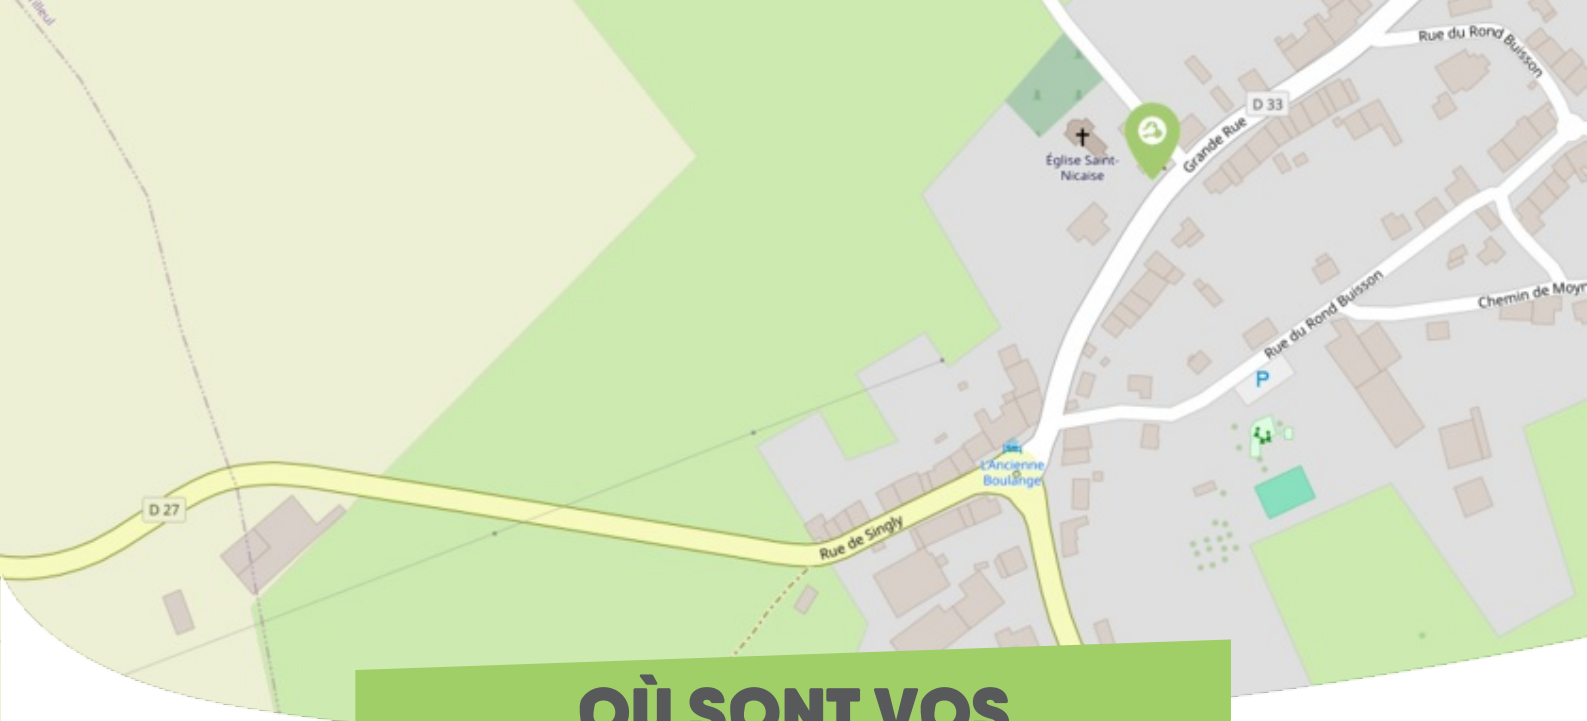 Rue du Rond Buisson
D 33
Grande Rue
Église Saint-
Nicaise
Chemin de Moyr
Rue du Rond Buisson
P
L'Ancienne
Boulange
D 27
Rue de Singly
OÙ SONT VOS